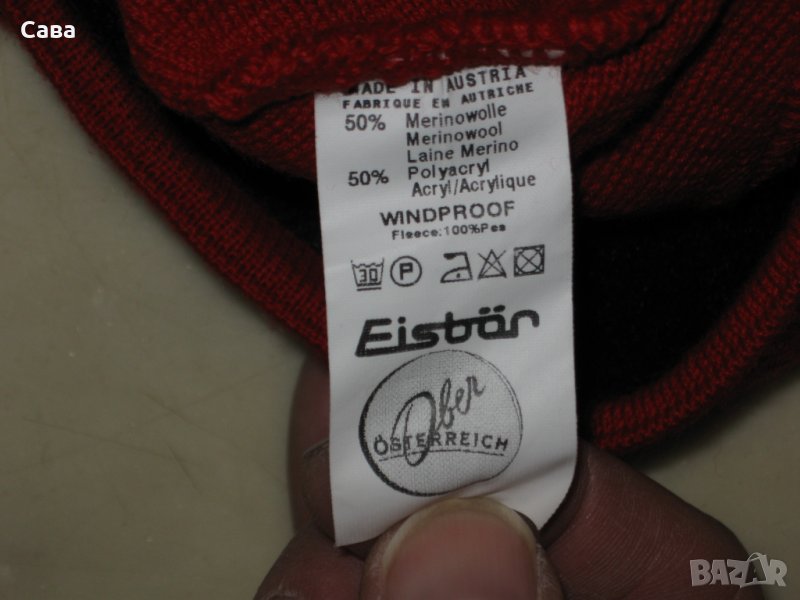 Сава
MADE IN AUSTRIA
FABRIQUE EN AUTRICHE
50% Merinowolle
Merinowool
Laine Merino
50% Polyacryl
Acryl/Acrylique
WINDPROOF
Fleece:100%Pes
30 P
Eisbär
Ober
ÖSTERREICH
BAZAR